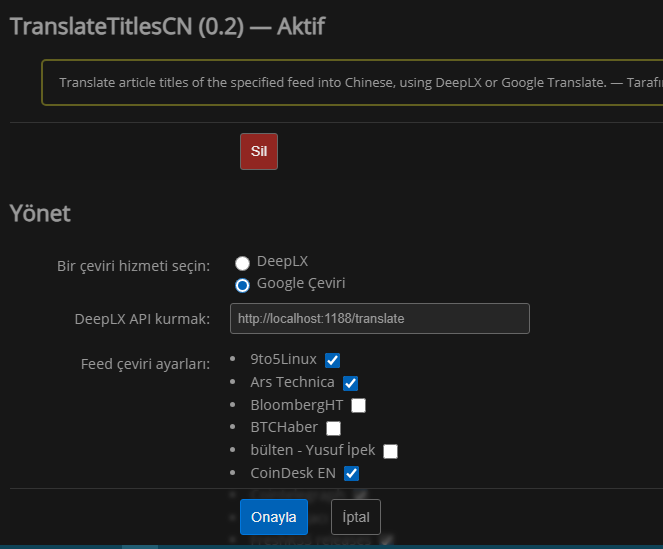 TranslateTitlesCN (0.2) — Aktif
Translate article titles of the specified feed into Chinese, using DeepLX or Google Translate. — Tarafı
Sil
Yönet
Bir çeviri hizmeti seçin:
DeepLX
Google Çeviri
DeepLX API kurmak:
http://localhost:1188/translate
Feed çeviri ayarları:
9to5Linux
Ars Technica
BloombergHT
BTCHaber
bülten - Yusuf İpek
CoinDesk EN
Onayla
İptal